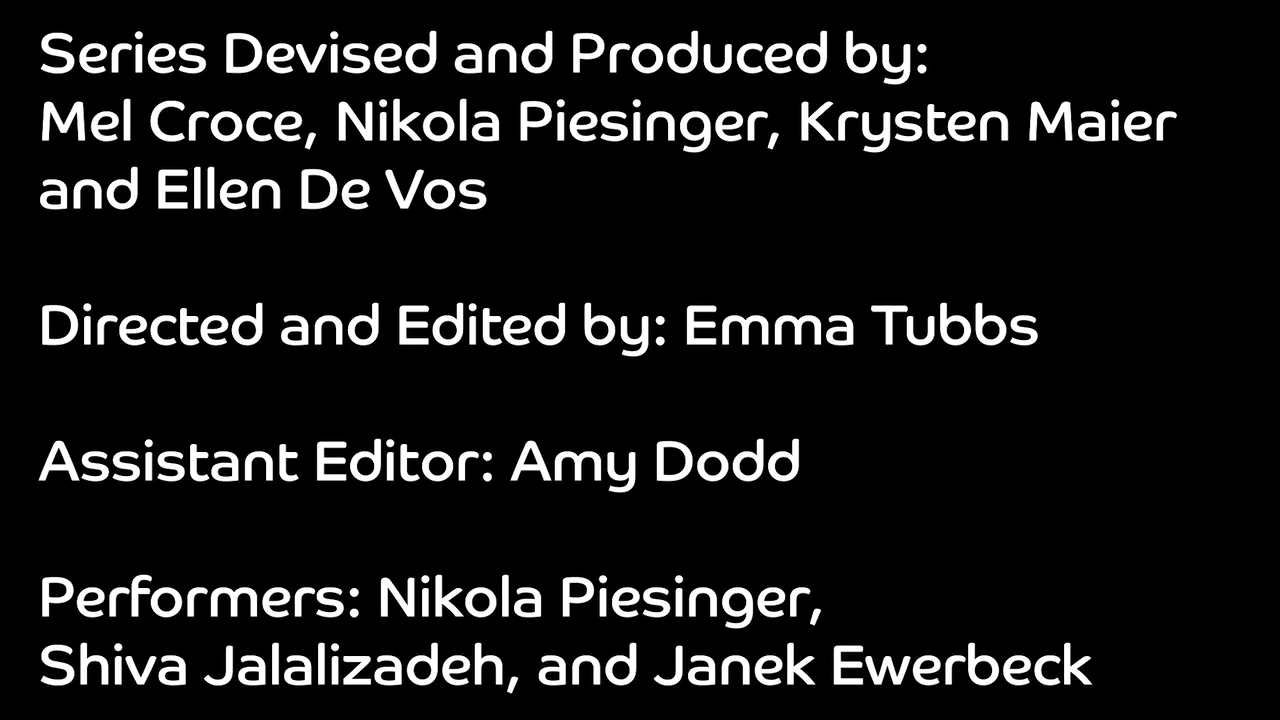 Series Devised and Produced by:
Mel Croce, Nikola Piesinger, Krysten Maier
and Ellen De Vos
Directed and Edited by: Emma Tubbs
Assistant Editor: Amy Dodd
Performers: Nikola Piesinger,
Shiva Jalalizadeh, and Janek Ewerbeck